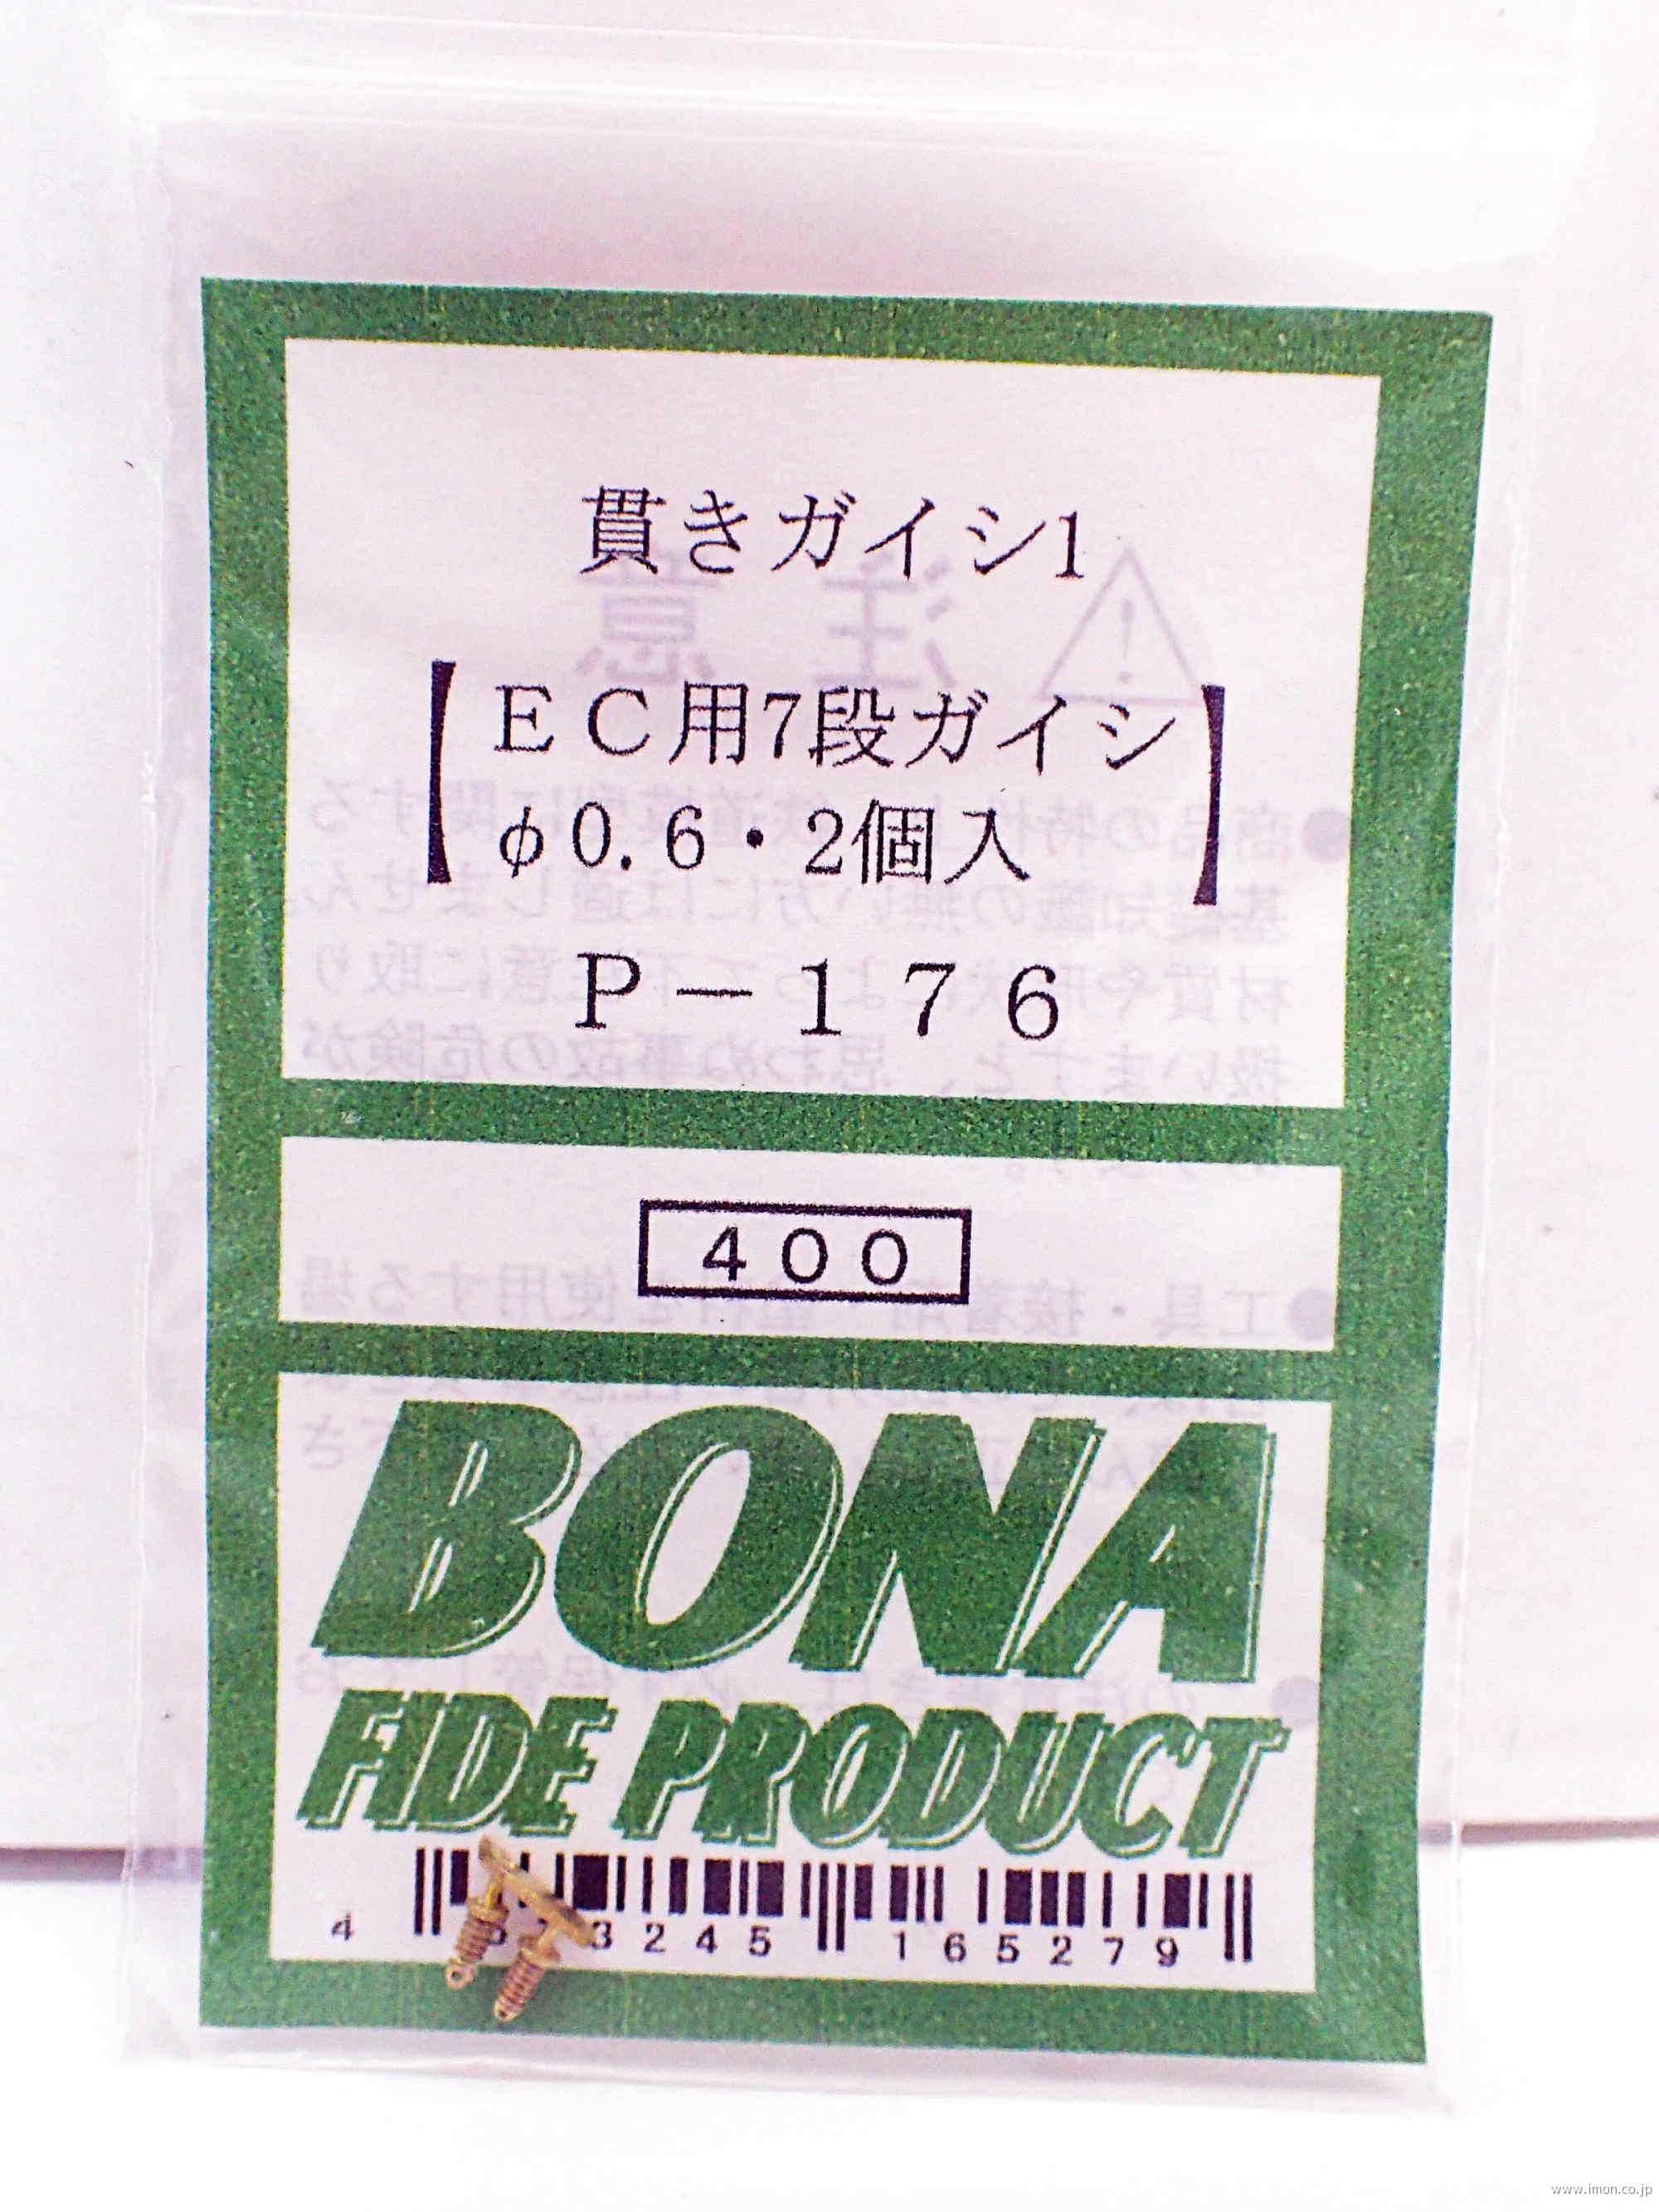 貫きガイシ1
【ＥＣ用7段ガイシ
φ0.6・2個入】
Ｐ－１７６
４００
BONA
FIDE PRODUCT
4 3245 165279
www.imon.co.jp